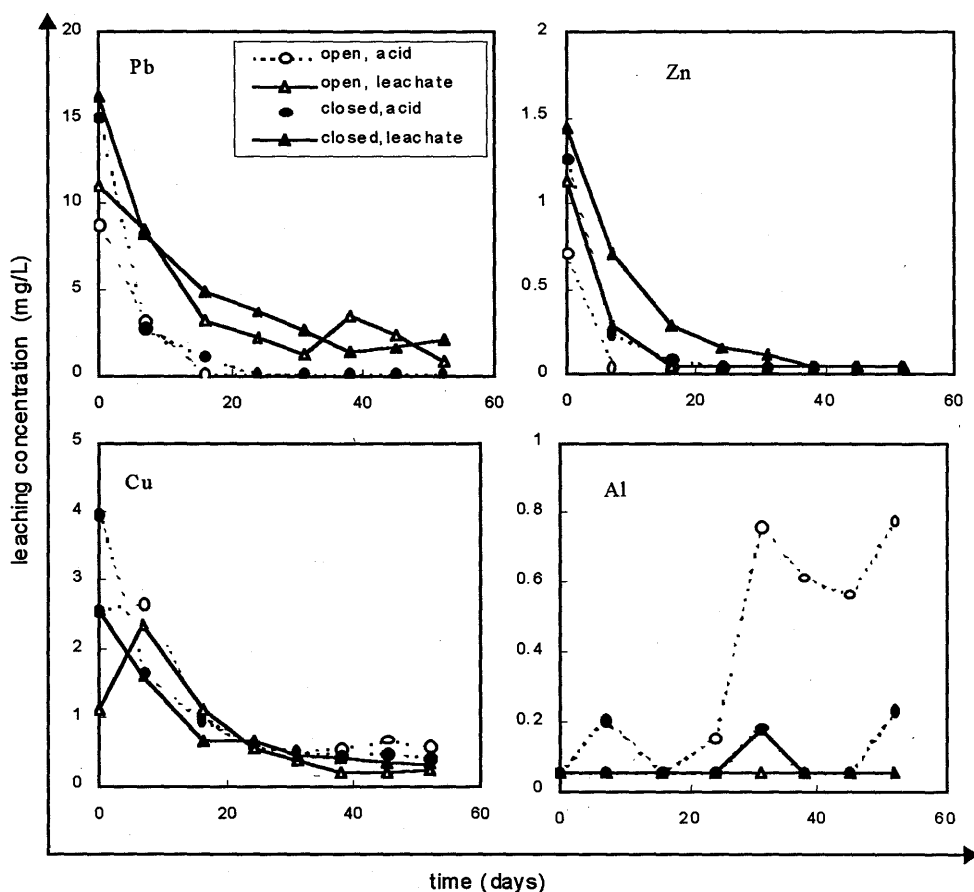 leaching concentration (mg/L)
20
15
10
5
0
Pb
open, acid
open, leachate
closed,acid
closed, leachate
0 20 40 60
2
1.5
1
0.5
0
Zn
0 20 40 60
5
4
3
2
1
0
Cu
0 20 40 60
1
0.8
0.6
0.4
0.2
0
Al
0 20 40 60
time (days)